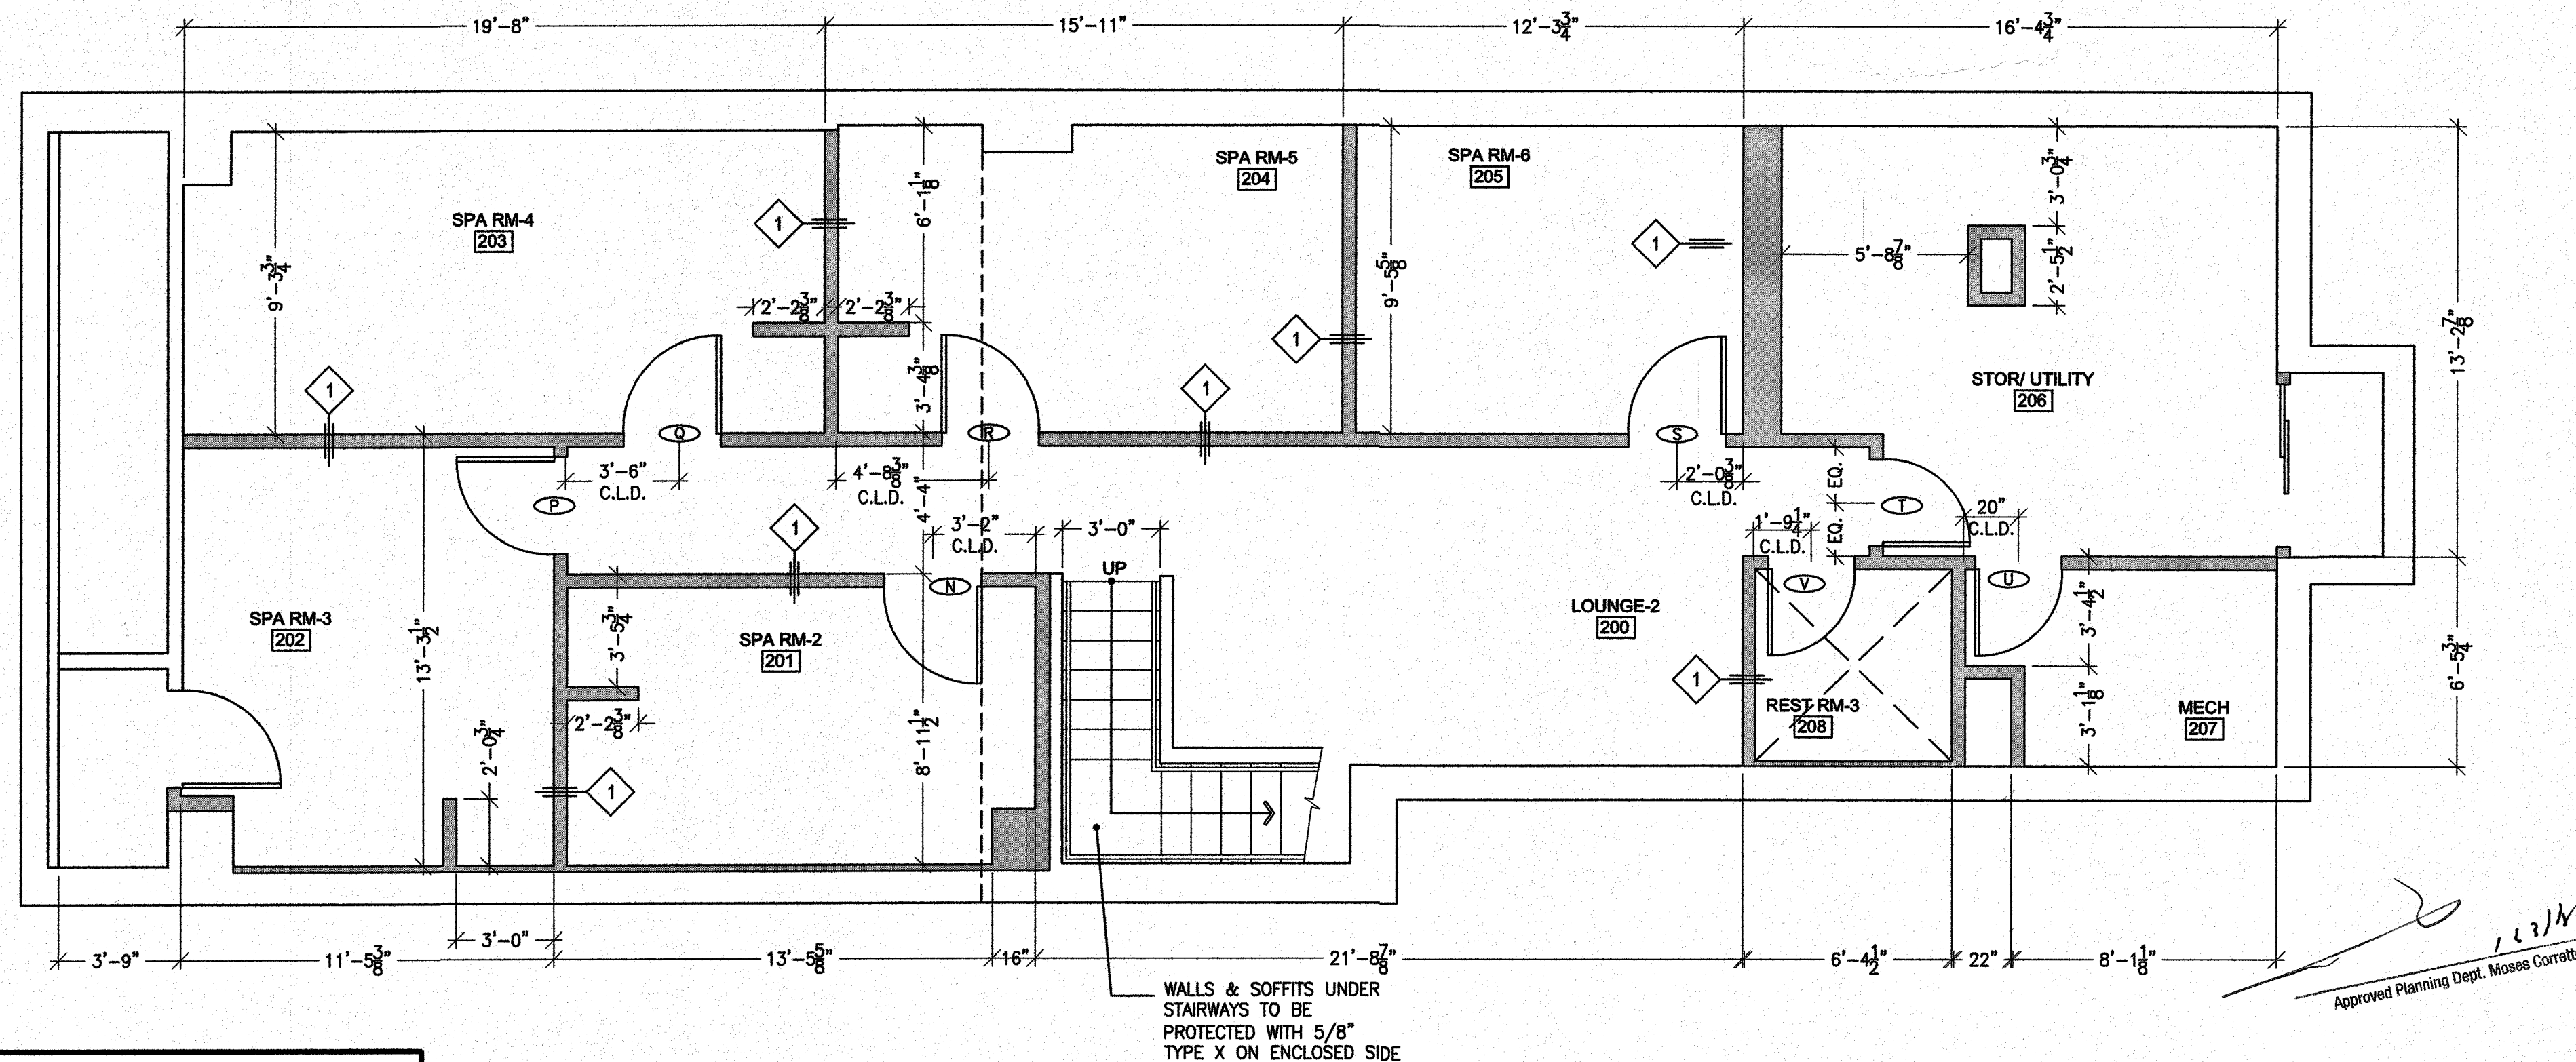 19'-8"
15'-11"
12'-3 3/4"
16'-4 3/4"
SPA RM-4
203
SPA RM-5
204
SPA RM-6
205
STOR/ UTILITY
206
9'-3 3/4"
1
6'-1 1/8"
2'-2 3/8"
2'-2 3/8"
3'-4 3/8"
1
1
1
1
9'-5 5/8"
1
5'-8 7/8"
3'-0 3/4"
2'-5 1/2"
13'-2 7/8"
Q
R
S
P
T
3'-6"
C.L.D.
4'-8 3/8"
C.L.D.
4'-4"
2'-0 3/8"
C.L.D.
EQ.
EQ.
1'-9 1/4"
C.L.D.
20"
C.L.D.
3'-2"
C.L.D.
3'-0"
UP
N
V
U
SPA RM-3
202
13'-3 1/2"
3'-5 3/4"
SPA RM-2
201
LOUNGE-2
200
1
3'-4 1/2"
6'-5 3/4"
2'-2 3/8"
2'-0 3/4"
1
8'-11 1/2"
REST RM-3
208
3'-1 1/8"
MECH
207
3'-9"
11'-5 3/8"
3'-0"
13'-5 5/8"
16"
21'-8 7/8"
6'-4 1/2"
22"
8'-1 1/8"
WALLS & SOFFITS UNDER
STAIRWAYS TO BE
PROTECTED WITH 5/8"
TYPE X ON ENCLOSED SIDE
Approved Planning Dept. Moses